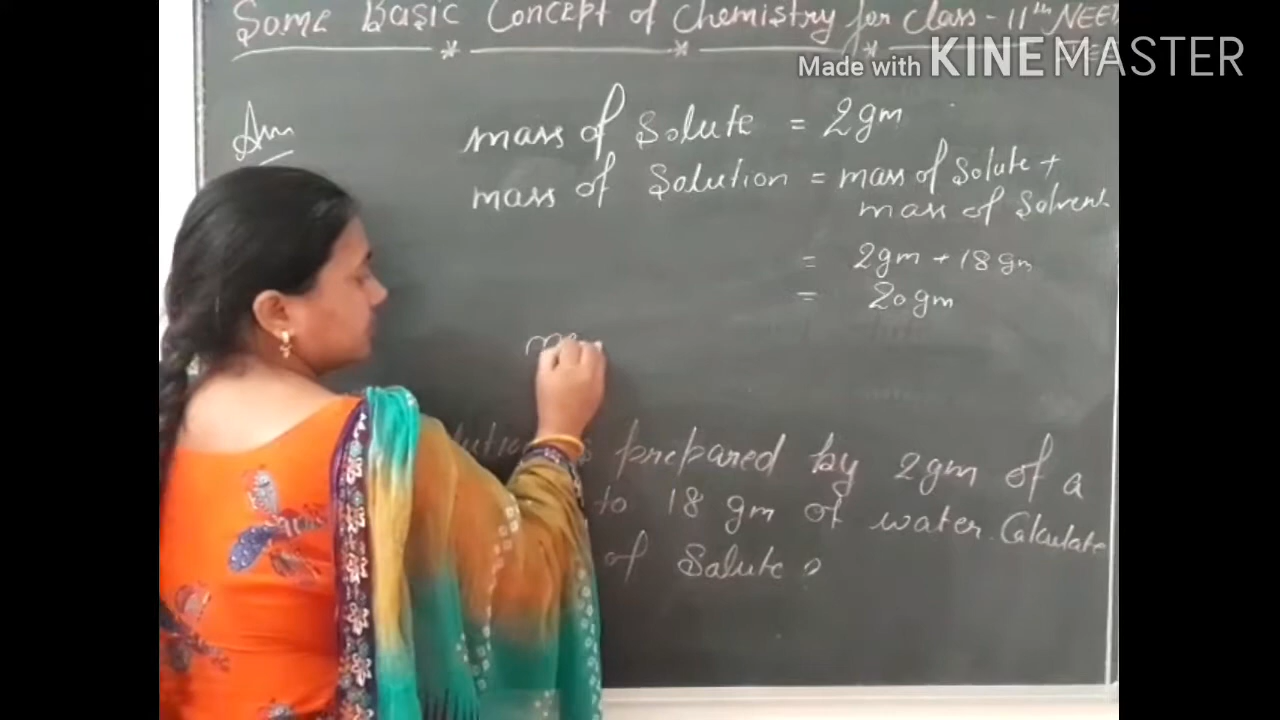 Some Basic Concept of Chemistry for Class - 11th NEET
Made with KINEMASTER
Ans
mass of Solute = 2gm
mass of Solution = mass of Solute +
mass of Solvent
= 2gm + 18 gm
= 20 gm
prepared by 2gm of a
to 18 gm of water. Calculate
of Solute ?